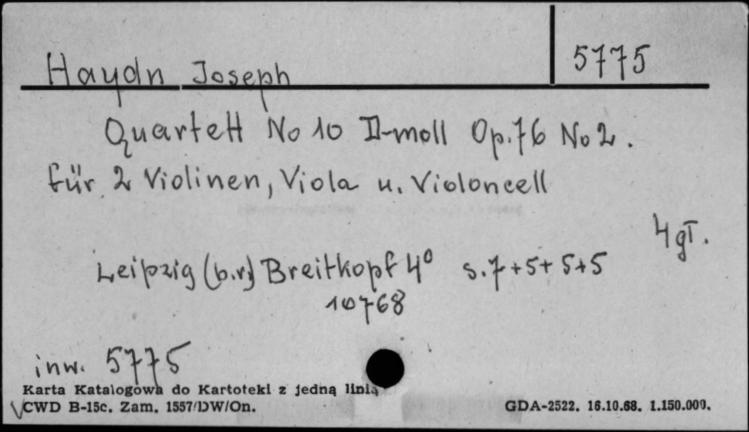 Haydn Joseph 5775
Quartett No 10 D-moll Op. 76 No 2.
für 2 Violinen, Viola u. Violoncell
4 gł.
Leipzig (b.r) Breitkopf 4° s. 7+5+5+5
10768
inw. 5775
Karta Katalogowa do Kartoteki z jedną linią
CWD B-15c. Zam. 1557/DW/On. GDA-2522. 16.10.68. 1.150.000.